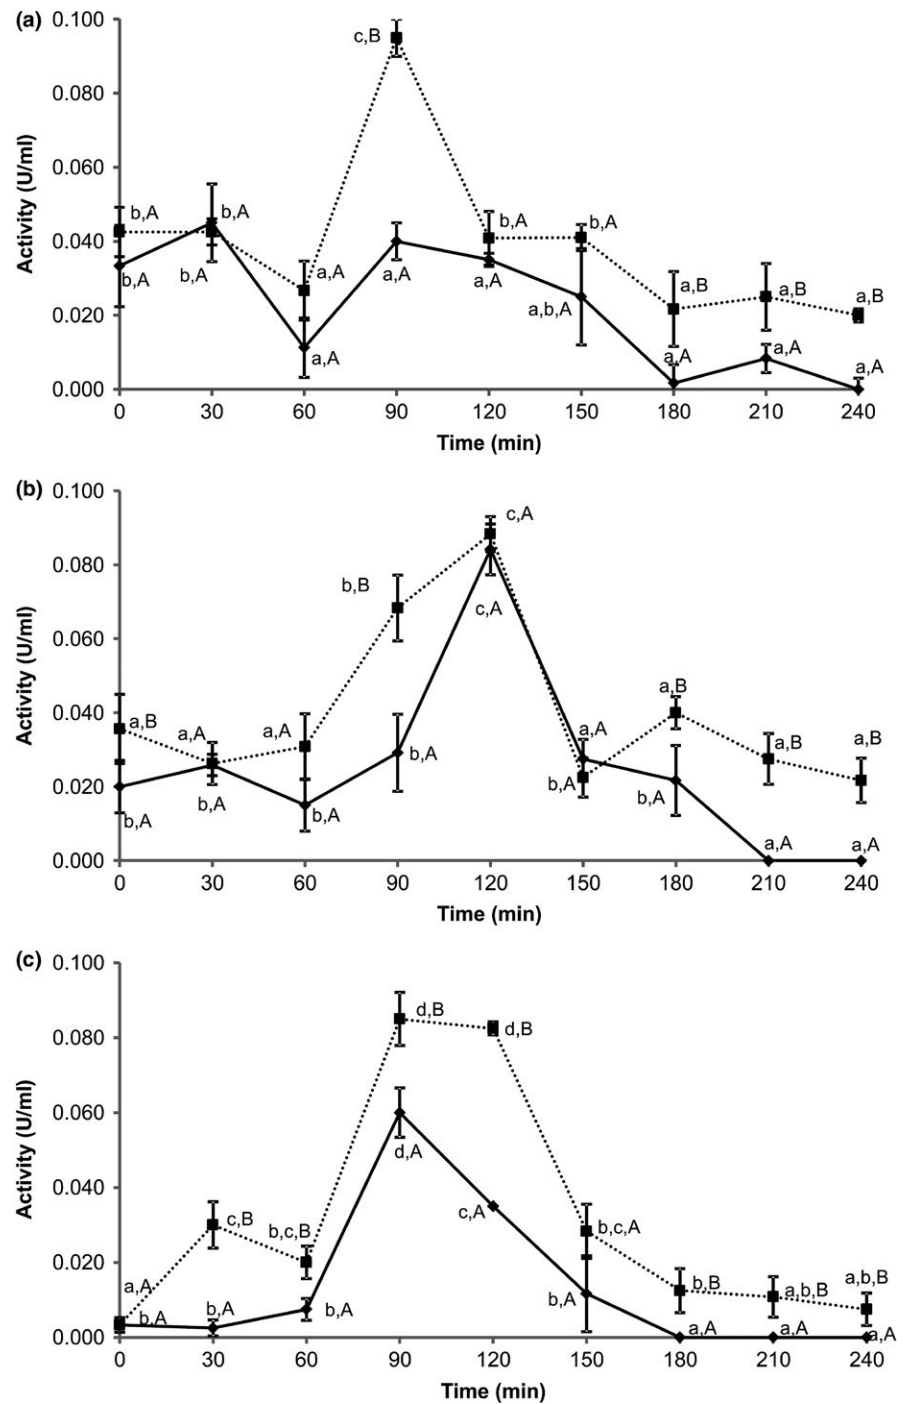 (a)
0.100
0.080
0.060
0.040
0.020
0.000
Activity (U/ml)
c,B
b,A
b,A
b,A
b,A
a,A
a,A
a,A
b,A
a,A
b,A
a,b,A
a,B
a,A
a,B
a,A
a,B
a,A
0 30 60 90 120 150 180 210 240
Time (min)
(b)
0.100
0.080
0.060
0.040
0.020
0.000
Activity (U/ml)
a,B
b,A
a,A
b,A
a,A
b,A
b,B
b,A
c,A
c,A
a,A
b,A
a,B
b,A
a,B
a,A
a,B
a,A
0 30 60 90 120 150 180 210 240
Time (min)
(c)
0.100
0.080
0.060
0.040
0.020
0.000
Activity (U/ml)
a,A
b,A
c,B
b,A
b,c,B
b,A
d,B
d,A
d,B
c,A
b,c,A
b,A
b,B
a,A
a,b,B
a,A
a,b,B
a,A
0 30 60 90 120 150 180 210 240
Time (min)